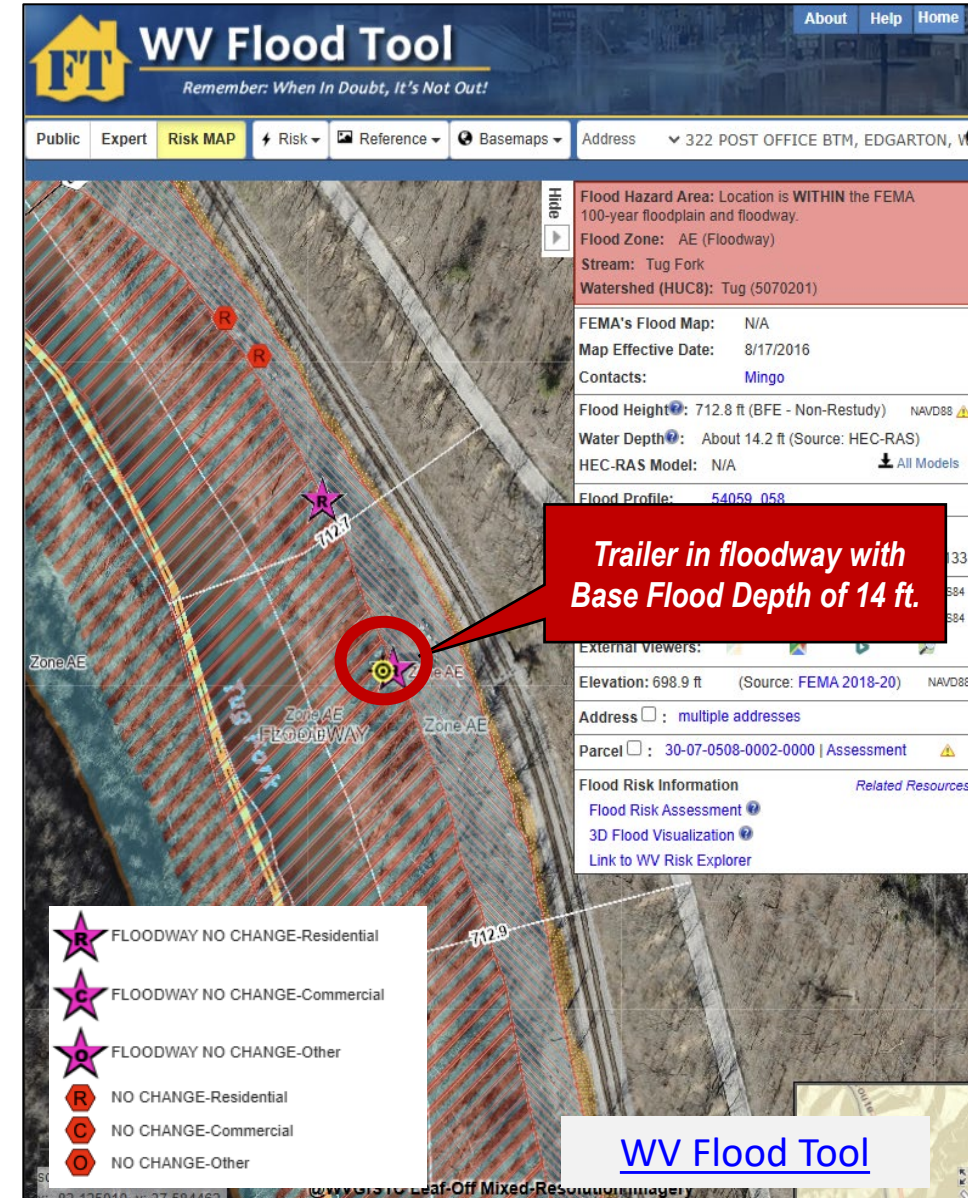 About Help Home
FT
WV Flood Tool
Remember: When In Doubt, It's Not Out!
Public Expert Risk MAP Risk Reference Basemaps Address 322 POST OFFICE BTM, EDGARTON,
Hide
Flood Hazard Area: Location is WITHIN the FEMA
100-year floodplain and floodway.
Flood Zone: AE (Floodway)
Stream: Tug Fork
Watershed (HUC8): Tug (5070201)
FEMA's Flood Map: N/A
Map Effective Date: 8/17/2016
Contacts: Mingo
Flood Height: 712.8 ft (BFE - Non-Restudy) NAVD88
Water Depth: About 14.2 ft (Source: HEC-RAS)
HEC-RAS Model: N/A All Models
Flood Profile: 54059_058
Trailer in floodway with
Base Flood Depth of 14 ft.
External Viewers:
Elevation: 698.9 ft (Source: FEMA 2018-20) NAVD88
Address : multiple addresses
Parcel : 30-07-0508-0002-0000 | Assessment
Flood Risk Information Related Resources
Flood Risk Assessment
3D Flood Visualization
Link to WV Risk Explorer
R
R
R
712.7
Zone AE
Zone AE
Zone AE
FLOODWAY
Zone AE
Tug Fork
712.9
R FLOODWAY NO CHANGE-Residential
C FLOODWAY NO CHANGE-Commercial
O FLOODWAY NO CHANGE-Other
R NO CHANGE-Residential
C NO CHANGE-Commercial
O NO CHANGE-Other
WV Flood Tool